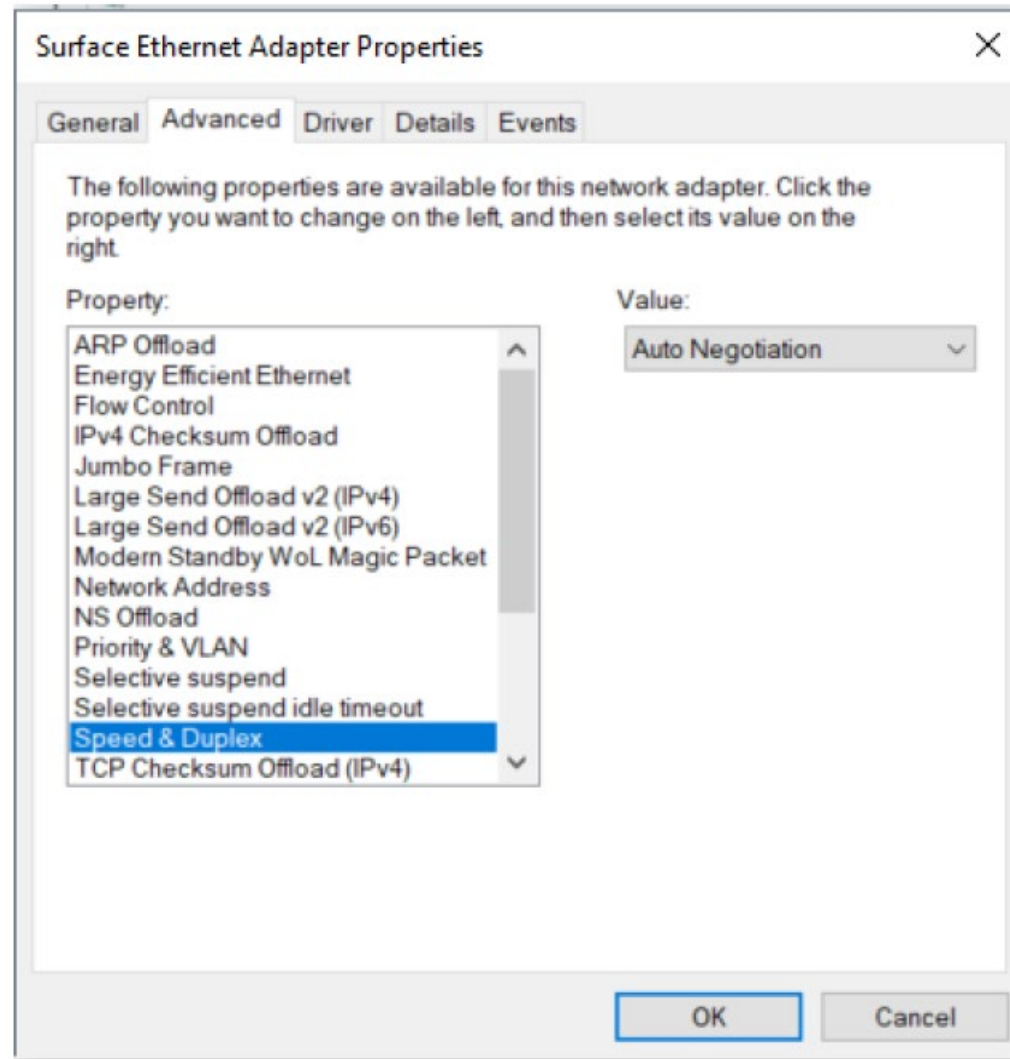 Surface Ethernet Adapter Properties
General Advanced Driver Details Events
The following properties are available for this network adapter. Click the
property you want to change on the left, and then select its value on the
right.
Property:
Value:
ARP Offload
Energy Efficient Ethernet
Flow Control
IPv4 Checksum Offload
Jumbo Frame
Large Send Offload v2 (IPv4)
Large Send Offload v2 (IPv6)
Modern Standby WoL Magic Packet
Network Address
NS Offload
Priority & VLAN
Selective suspend
Selective suspend idle timeout
Speed & Duplex
TCP Checksum Offload (IPv4)
Auto Negotiation
OK
Cancel